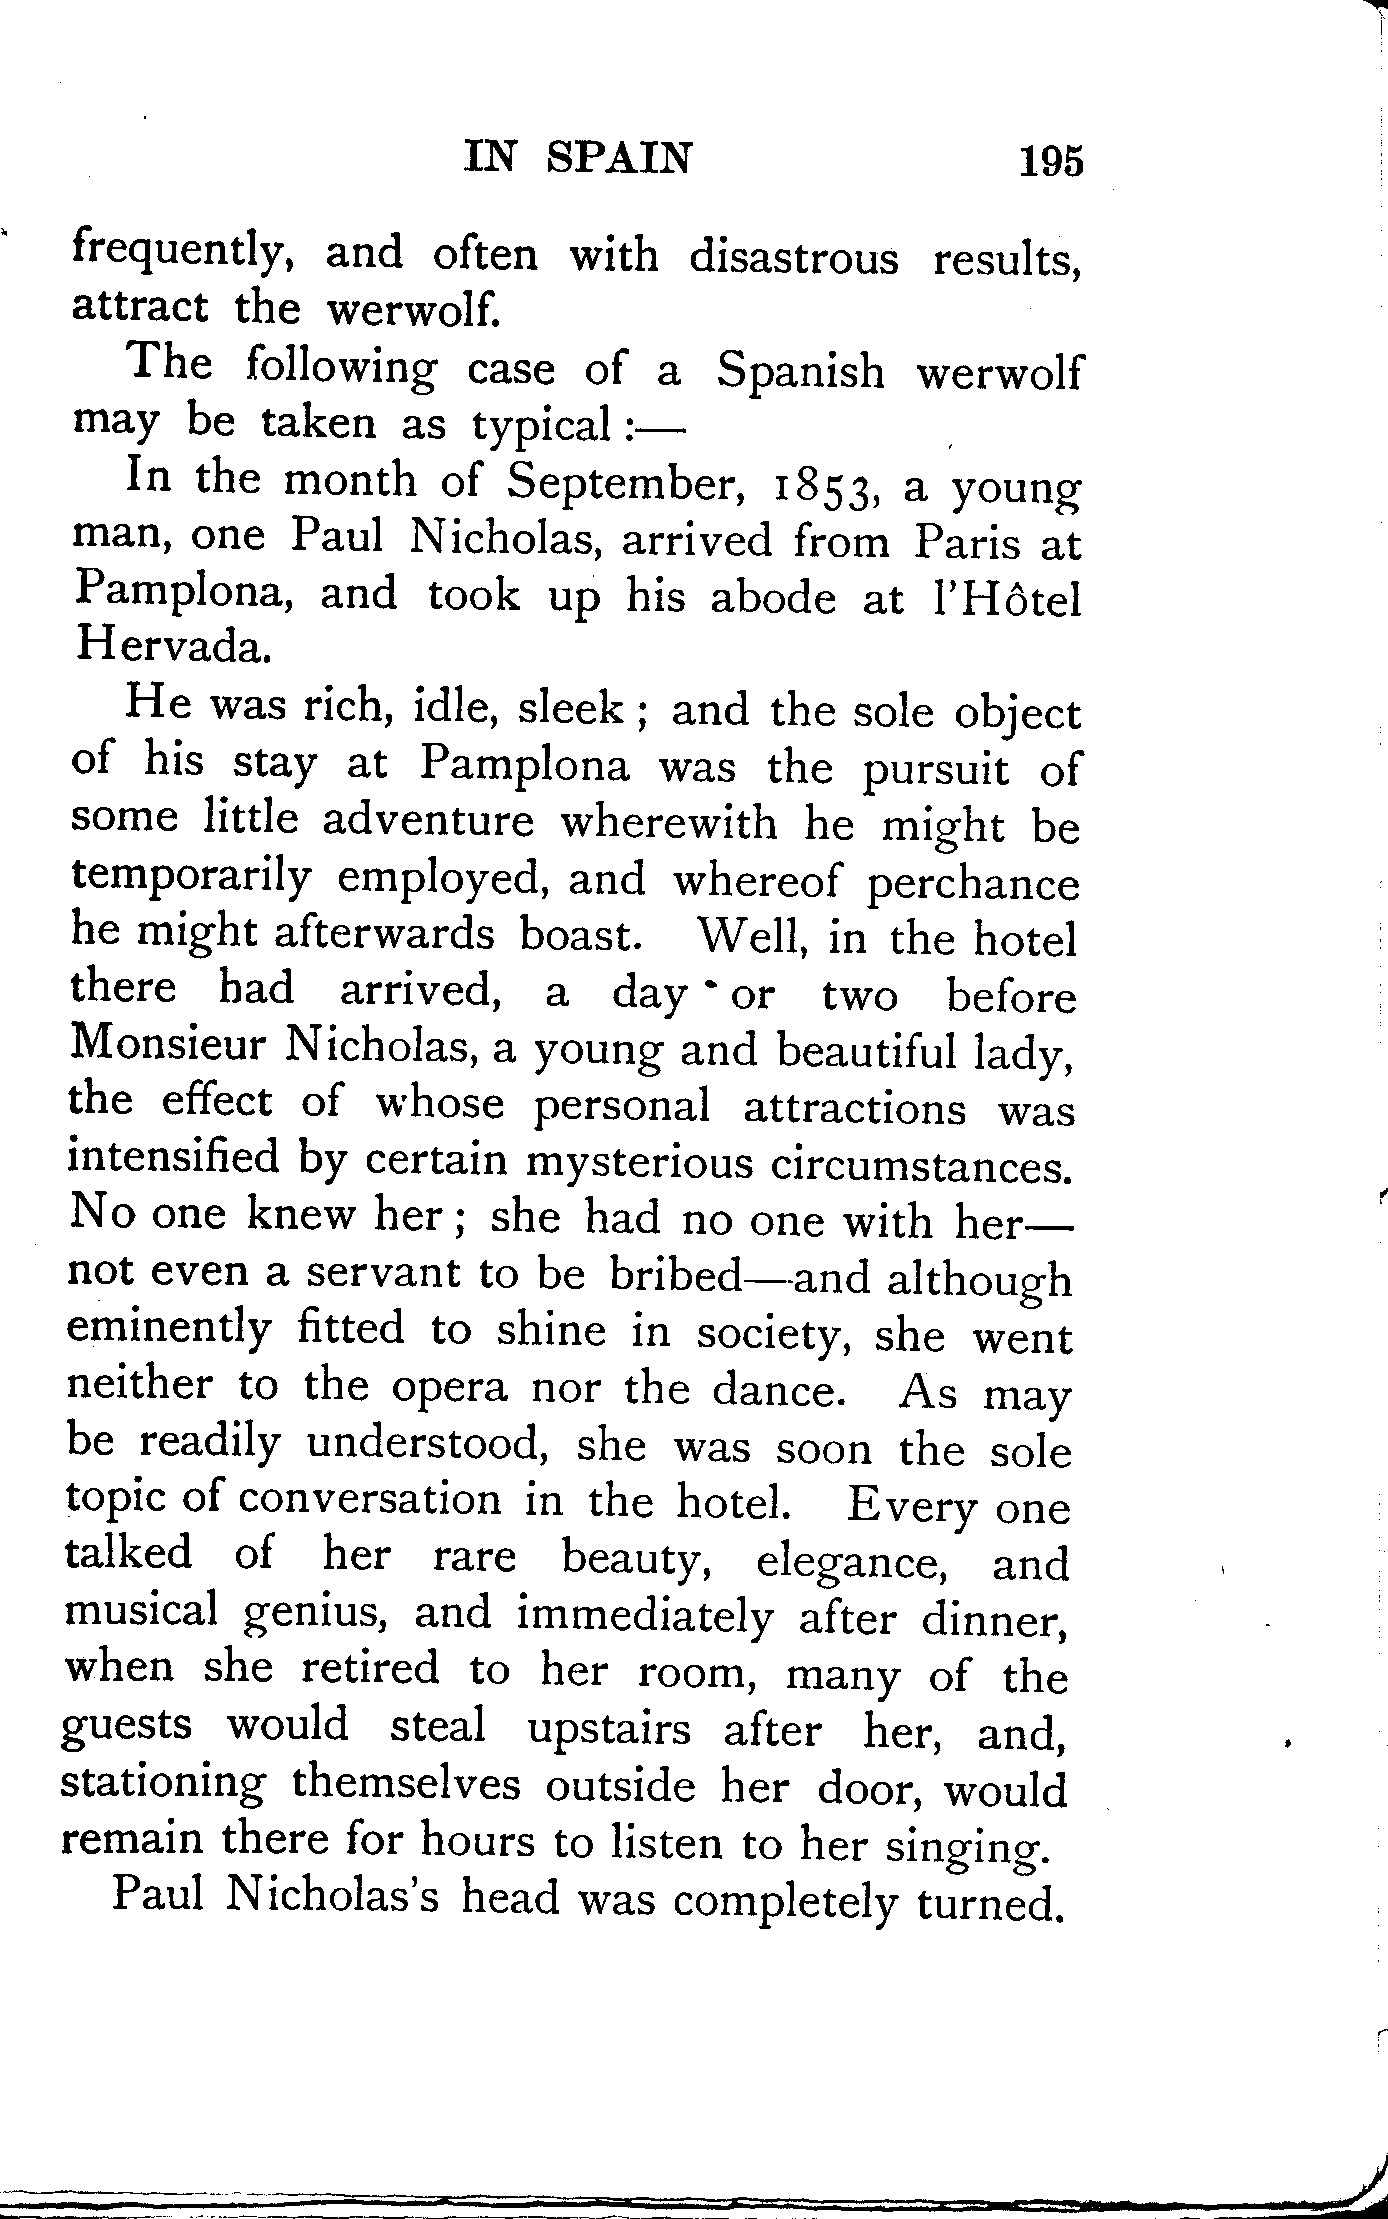 IN SPAIN 195
frequently, and often with disastrous results,
attract the werwolf.
The following case of a Spanish werwolf
may be taken as typical :—
In the month of September, 1853, a young
man, one Paul Nicholas, arrived from Paris at
Pamplona, and took up his abode at l'Hôtel
Hervada.
He was rich, idle, sleek ; and the sole object
of his stay at Pamplona was the pursuit of
some little adventure wherewith he might be
temporarily employed, and whereof perchance
he might afterwards boast. Well, in the hotel
there had arrived, a day or two before
Monsieur Nicholas, a young and beautiful lady,
the effect of whose personal attractions was
intensified by certain mysterious circumstances.
No one knew her ; she had no one with her—
not even a servant to be bribed—and although
eminently fitted to shine in society, she went
neither to the opera nor the dance. As may
be readily understood, she was soon the sole
topic of conversation in the hotel. Every one
talked of her rare beauty, elegance, and
musical genius, and immediately after dinner,
when she retired to her room, many of the
guests would steal upstairs after her, and,
stationing themselves outside her door, would
remain there for hours to listen to her singing.
Paul Nicholas's head was completely turned.